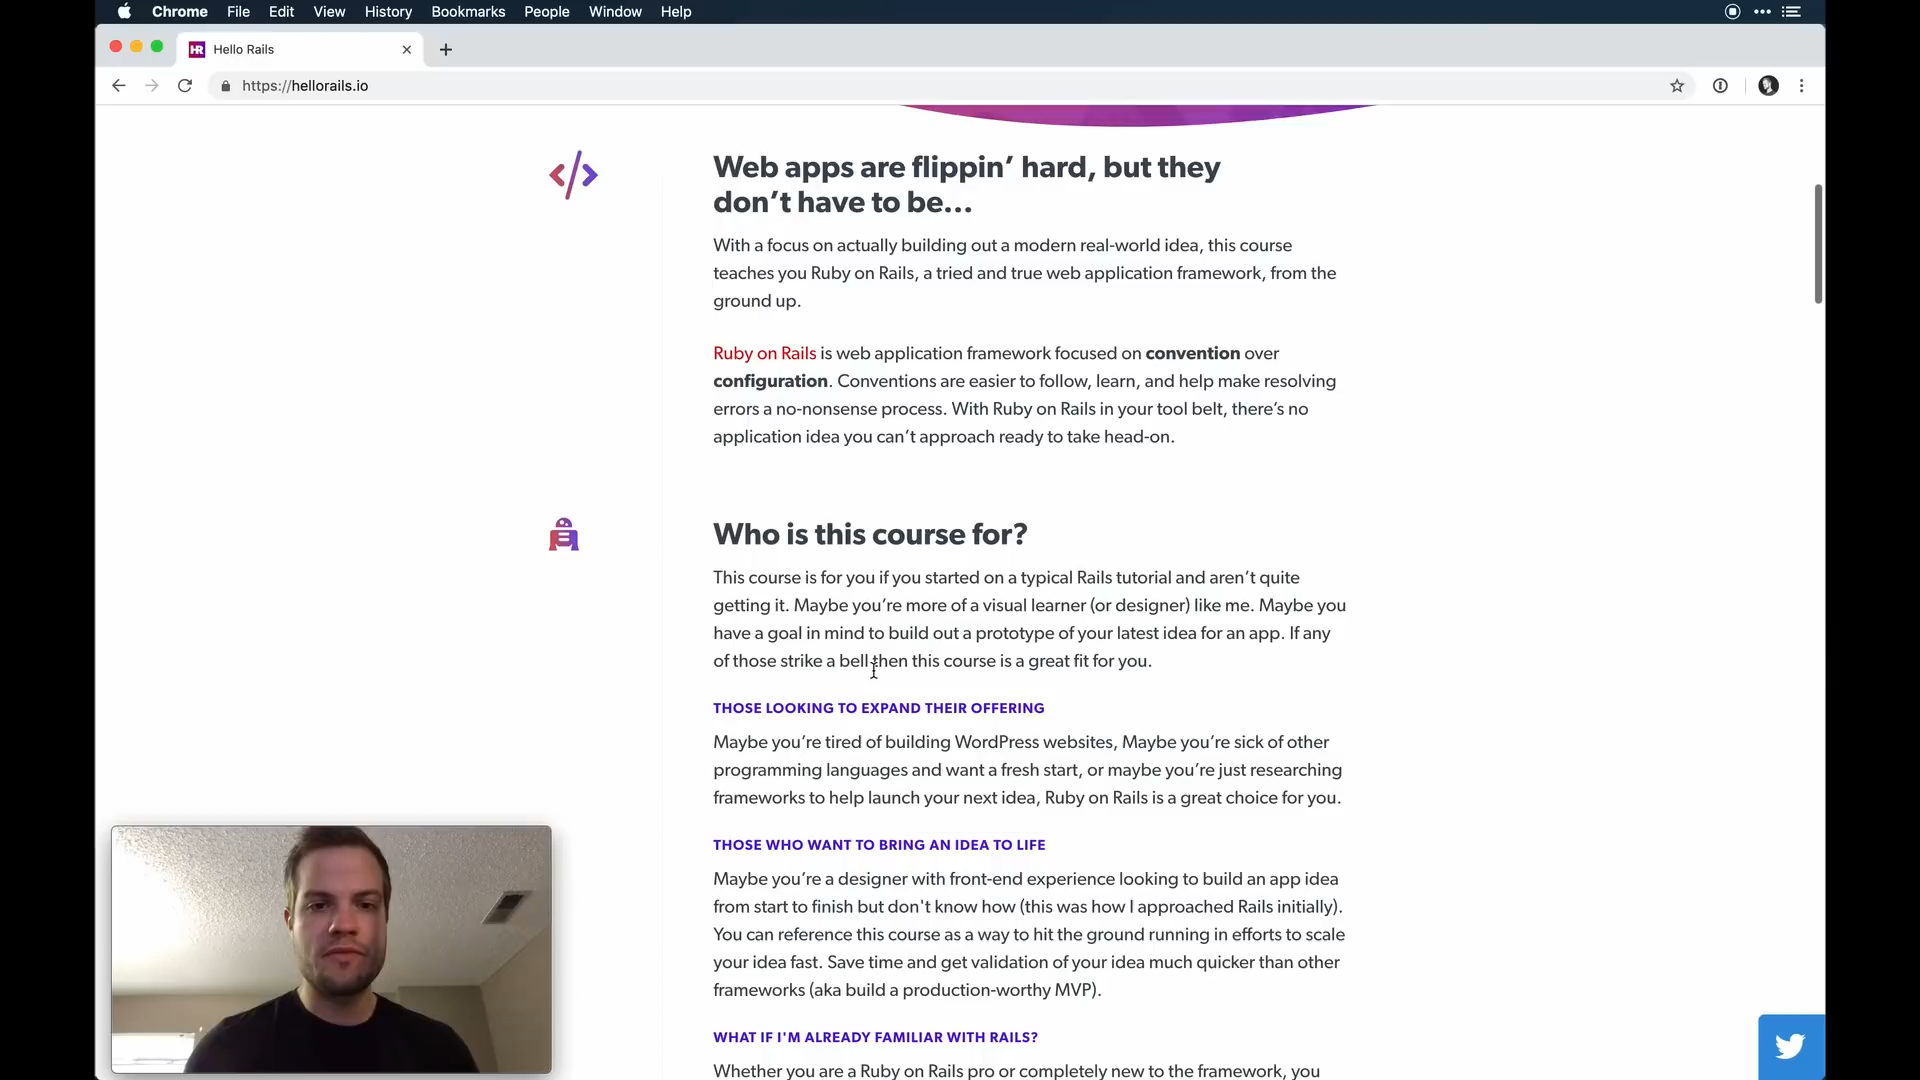 Chrome File Edit View History Bookmarks People Window Help
HR Hello Rails
https://hellorails.io
Web apps are flippin’ hard, but they
don’t have to be...
With a focus on actually building out a modern real-world idea, this course
teaches you Ruby on Rails, a tried and true web application framework, from the
ground up.
Ruby on Rails is web application framework focused on convention over
configuration. Conventions are easier to follow, learn, and help make resolving
errors a no-nonsense process. With Ruby on Rails in your tool belt, there’s no
application idea you can’t approach ready to take head-on.
Who is this course for?
This course is for you if you started on a typical Rails tutorial and aren’t quite
getting it. Maybe you’re more of a visual learner (or designer) like me. Maybe you
have a goal in mind to build out a prototype of your latest idea for an app. If any
of those strike a bell then this course is a great fit for you.
THOSE LOOKING TO EXPAND THEIR OFFERING
Maybe you’re tired of building WordPress websites, Maybe you’re sick of other
programming languages and want a fresh start, or maybe you’re just researching
frameworks to help launch your next idea, Ruby on Rails is a great choice for you.
THOSE WHO WANT TO BRING AN IDEA TO LIFE
Maybe you’re a designer with front-end experience looking to build an app idea
from start to finish but don't know how (this was how I approached Rails initially).
You can reference this course as a way to hit the ground running in efforts to scale
your idea fast. Save time and get validation of your idea much quicker than other
frameworks (aka build a production-worthy MVP).
WHAT IF I'M ALREADY FAMILIAR WITH RAILS?
Whether you are a Ruby on Rails pro or completely new to the framework, you